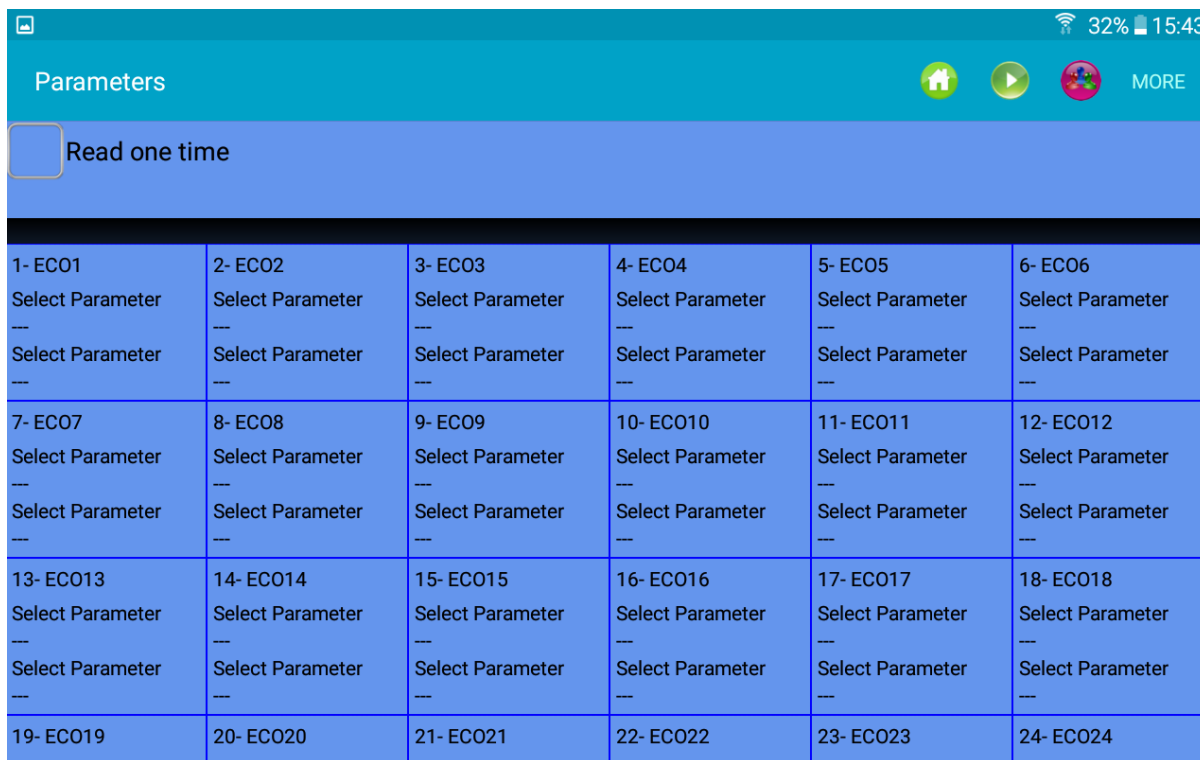 32% 15:43
Parameters MORE
Read one time
1- ECO1 2- ECO2 3- ECO3 4- ECO4 5- ECO5 6- ECO6
Select Parameter Select Parameter Select Parameter Select Parameter Select Parameter Select Parameter
--- --- --- --- --- ---
Select Parameter Select Parameter Select Parameter Select Parameter Select Parameter Select Parameter
--- --- --- --- --- ---
7- ECO7 8- ECO8 9- ECO9 10- ECO10 11- ECO11 12- ECO12
Select Parameter Select Parameter Select Parameter Select Parameter Select Parameter Select Parameter
--- --- --- --- --- ---
Select Parameter Select Parameter Select Parameter Select Parameter Select Parameter Select Parameter
--- --- --- --- --- ---
13- ECO13 14- ECO14 15- ECO15 16- ECO16 17- ECO17 18- ECO18
Select Parameter Select Parameter Select Parameter Select Parameter Select Parameter Select Parameter
--- --- --- --- --- ---
Select Parameter Select Parameter Select Parameter Select Parameter Select Parameter Select Parameter
--- --- --- --- --- ---
19- ECO19 20- ECO20 21- ECO21 22- ECO22 23- ECO23 24- ECO24